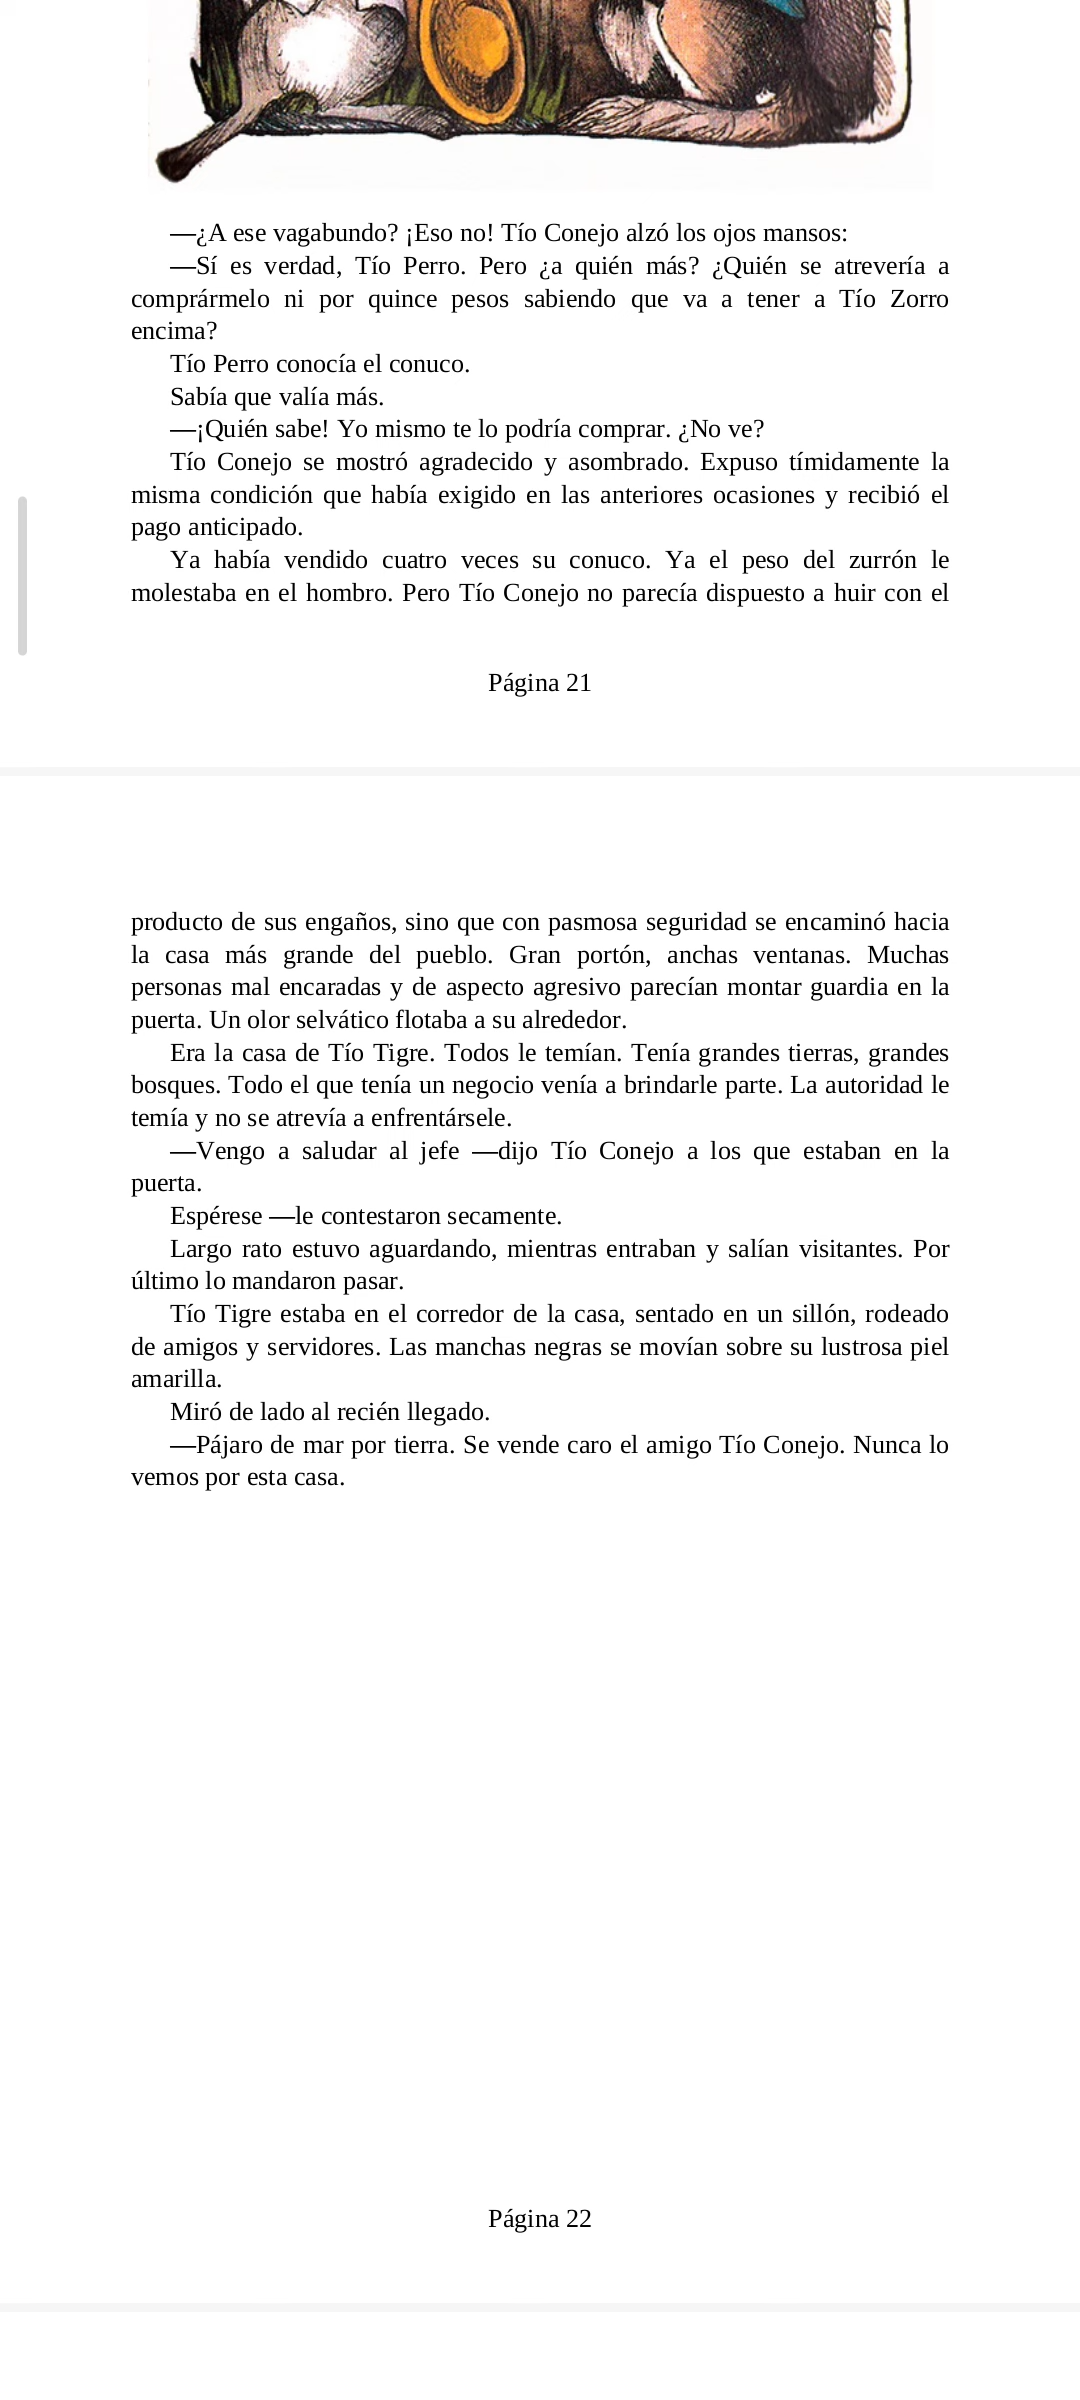 —¿A ese vagabundo? ¡Eso no! Tío Conejo alzó los ojos mansos:
—Sí es verdad, Tío Perro. Pero ¿a quién más? ¿Quién se atrevería a
comprármelo ni por quince pesos sabiendo que va a tener a Tío Zorro
encima?
Tío Perro conocía el conuco.
Sabía que valía más.
—¡Quién sabe! Yo mismo te lo podría comprar. ¿No ve?
Tío Conejo se mostró agradecido y asombrado. Expuso tímidamente la
misma condición que había exigido en las anteriores ocasiones y recibió el
pago anticipado.
Ya había vendido cuatro veces su conuco. Ya el peso del zurrón le
molestaba en el hombro. Pero Tío Conejo no parecía dispuesto a huir con el
Página 21
producto de sus engaños, sino que con pasmosa seguridad se encaminó hacia
la casa más grande del pueblo. Gran portón, anchas ventanas. Muchas
personas mal encaradas y de aspecto agresivo parecían montar guardia en la
puerta. Un olor selvático flotaba a su alrededor.
Era la casa de Tío Tigre. Todos le temían. Tenía grandes tierras, grandes
bosques. Todo el que tenía un negocio venía a brindarle parte. La autoridad le
temía y no se atrevía a enfrentársele.
—Vengo a saludar al jefe —dijo Tío Conejo a los que estaban en la
puerta.
Espérese —le contestaron secamente.
Largo rato estuvo aguardando, mientras entraban y salían visitantes. Por
último lo mandaron pasar.
Tío Tigre estaba en el corredor de la casa, sentado en un sillón, rodeado
de amigos y servidores. Las manchas negras se movían sobre su lustrosa piel
amarilla.
Miró de lado al recién llegado.
—Pájaro de mar por tierra. Se vende caro el amigo Tío Conejo. Nunca lo
vemos por esta casa.
Página 22